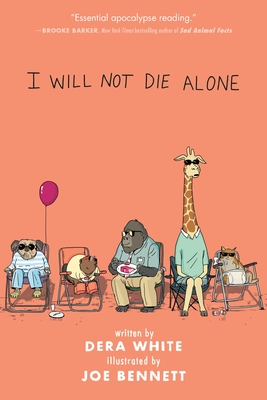 "Essential apocalypse reading."
— BROOKE BARKER, New York Times bestselling author of Sad Animal Facts
I WILL NOT DIE ALONE
written by
DERA WHITE
illustrated by
JOE BENNETT